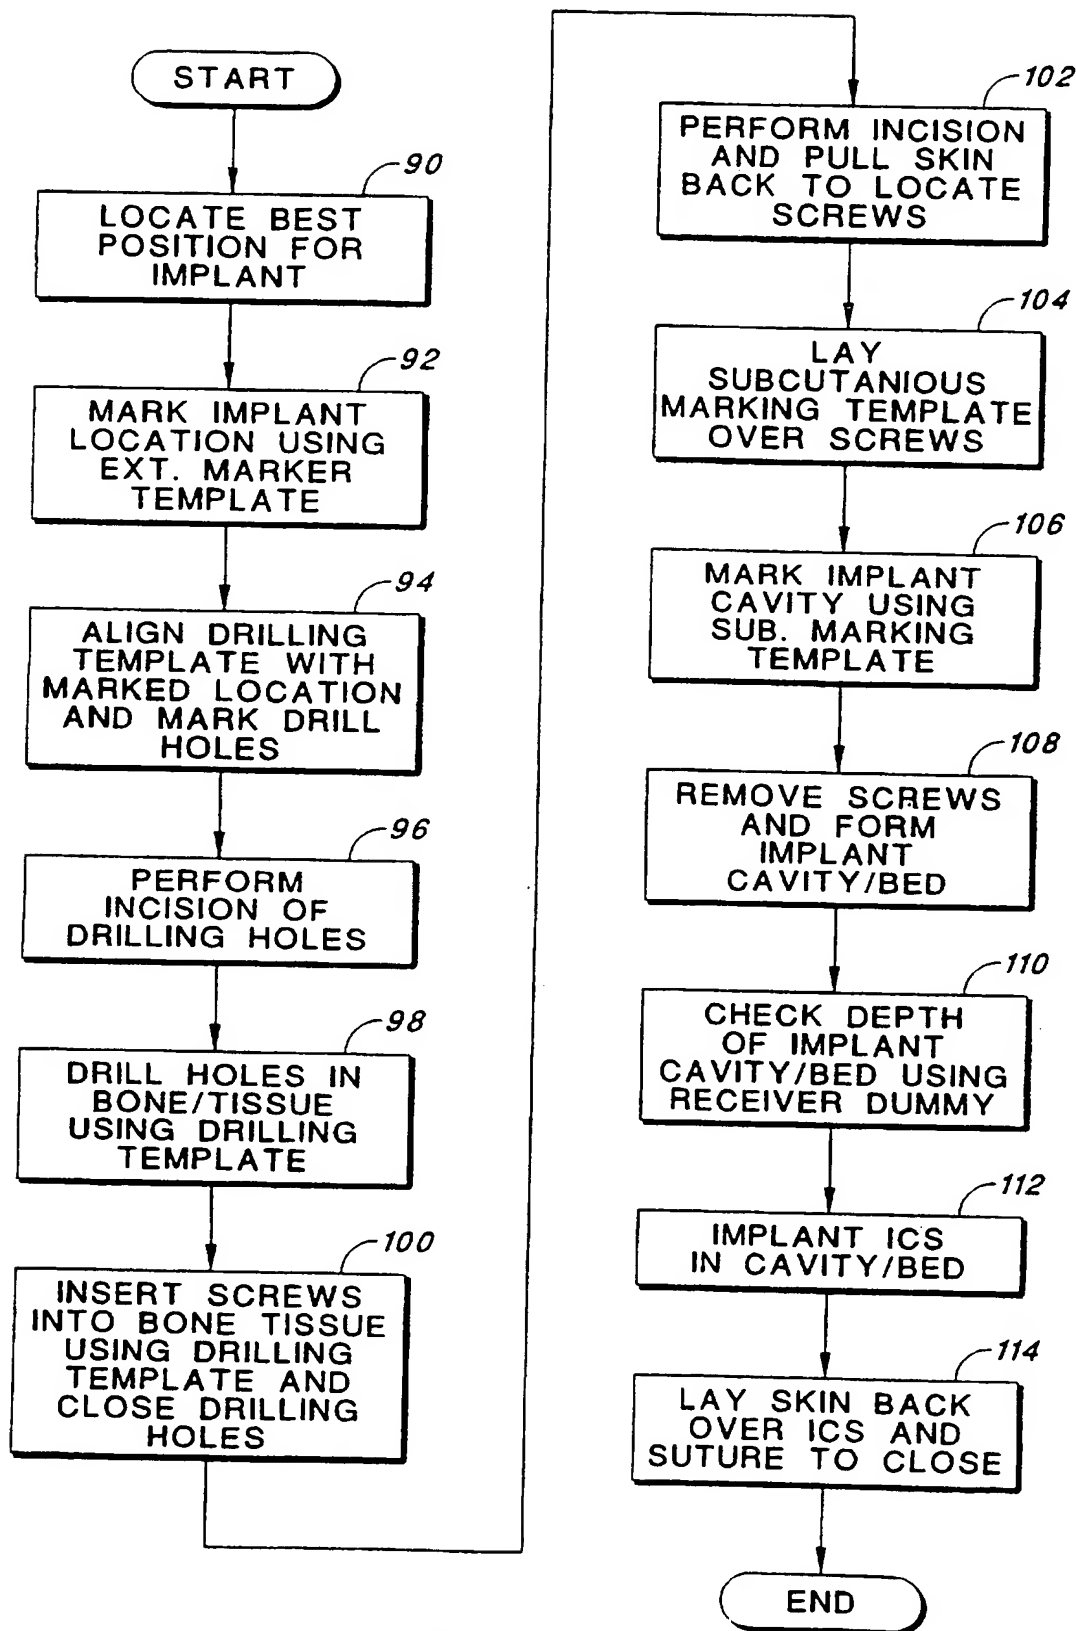 START
90
LOCATE BEST
POSITION FOR
IMPLANT
92
MARK IMPLANT
LOCATION USING
EXT. MARKER
TEMPLATE
94
ALIGN DRILLING
TEMPLATE WITH
MARKED LOCATION
AND MARK DRILL
HOLES
96
PERFORM
INCISION OF
DRILLING HOLES
98
DRILL HOLES IN
BONE/TISSUE
USING DRILLING
TEMPLATE
100
INSERT SCREWS
INTO BONE TISSUE
USING DRILLING
TEMPLATE AND
CLOSE DRILLING
HOLES
102
PERFORM INCISION
AND PULL SKIN
BACK TO LOCATE
SCREWS
104
LAY
SUBCUTANIOUS
MARKING TEMPLATE
OVER SCREWS
106
MARK IMPLANT
CAVITY USING
SUB. MARKING
TEMPLATE
108
REMOVE SCREWS
AND FORM
IMPLANT
CAVITY/BED
110
CHECK DEPTH
OF IMPLANT
CAVITY/BED USING
RECEIVER DUMMY
112
IMPLANT ICS
IN CAVITY/BED
114
LAY SKIN BACK
OVER ICS AND
SUTURE TO CLOSE
END